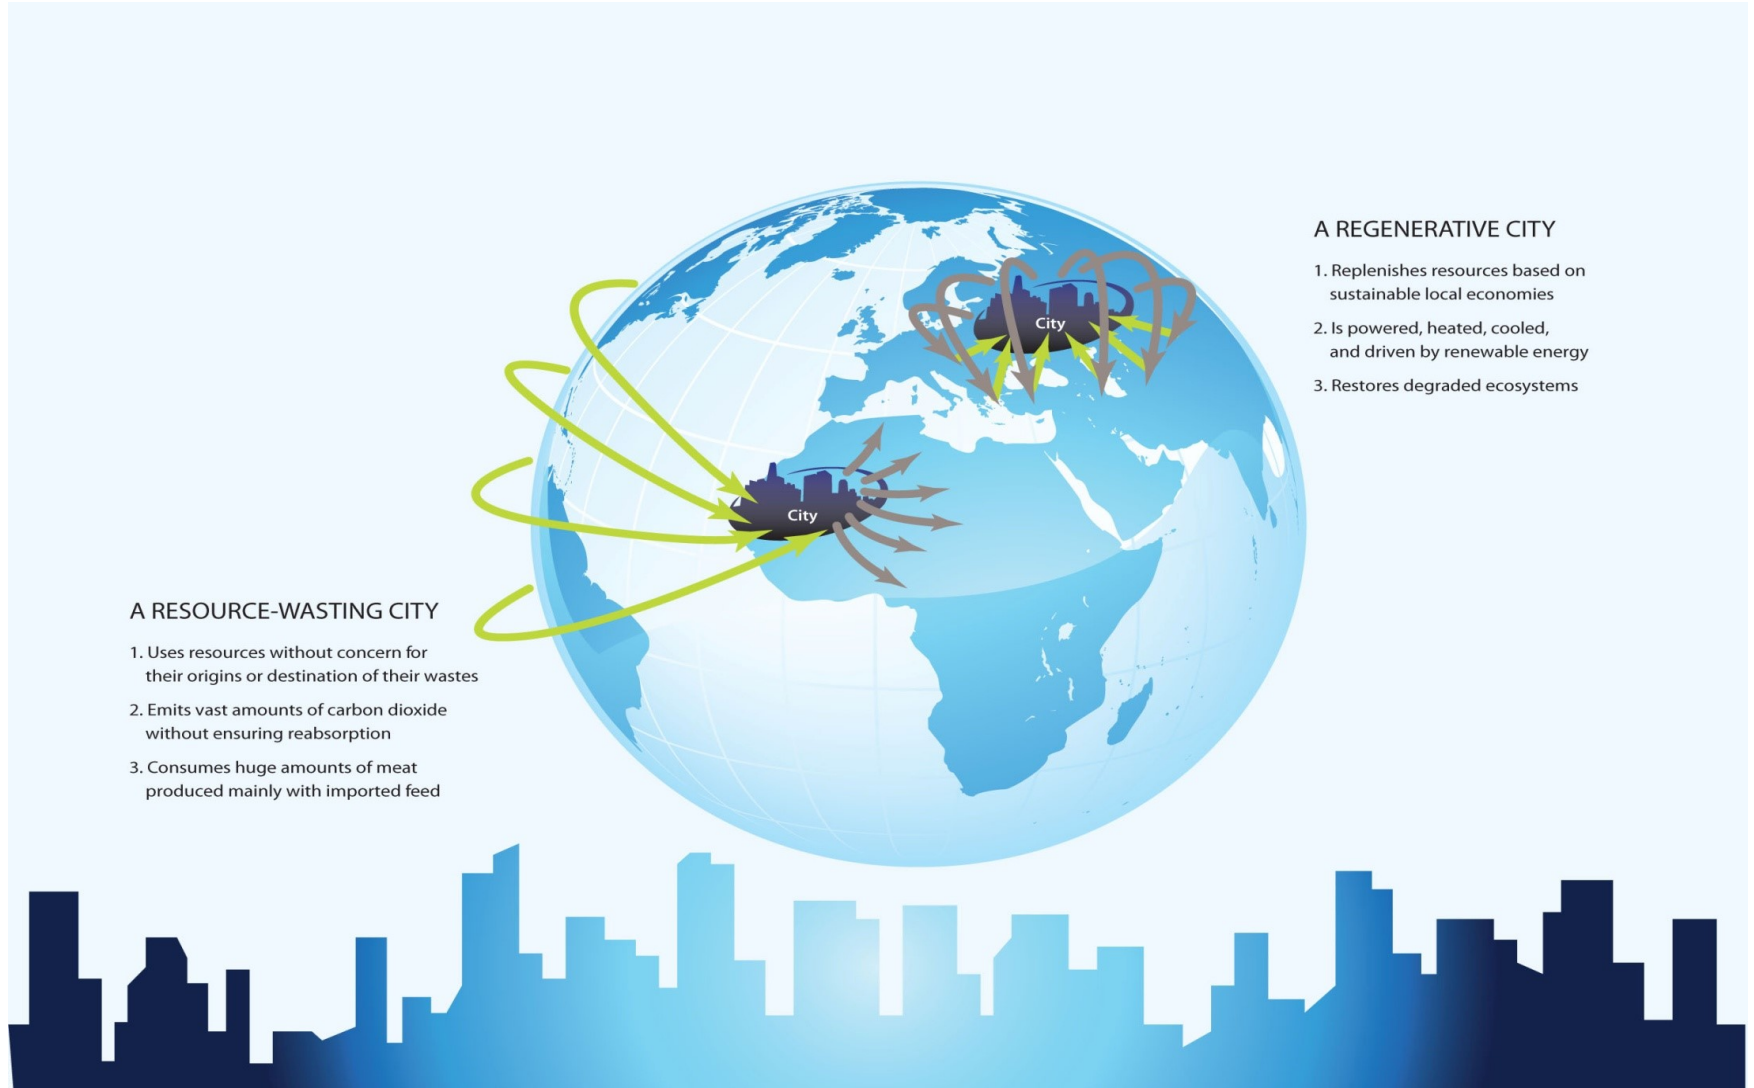 A REGENERATIVE CITY
1. Replenishes resources based on
sustainable local economies
2. Is powered, heated, cooled,
and driven by renewable energy
3. Restores degraded ecosystems
City
City
A RESOURCE-WASTING CITY
1. Uses resources without concern for
their origins or destination of their wastes
2. Emits vast amounts of carbon dioxide
without ensuring reabsorption
3. Consumes huge amounts of meat
produced mainly with imported feed